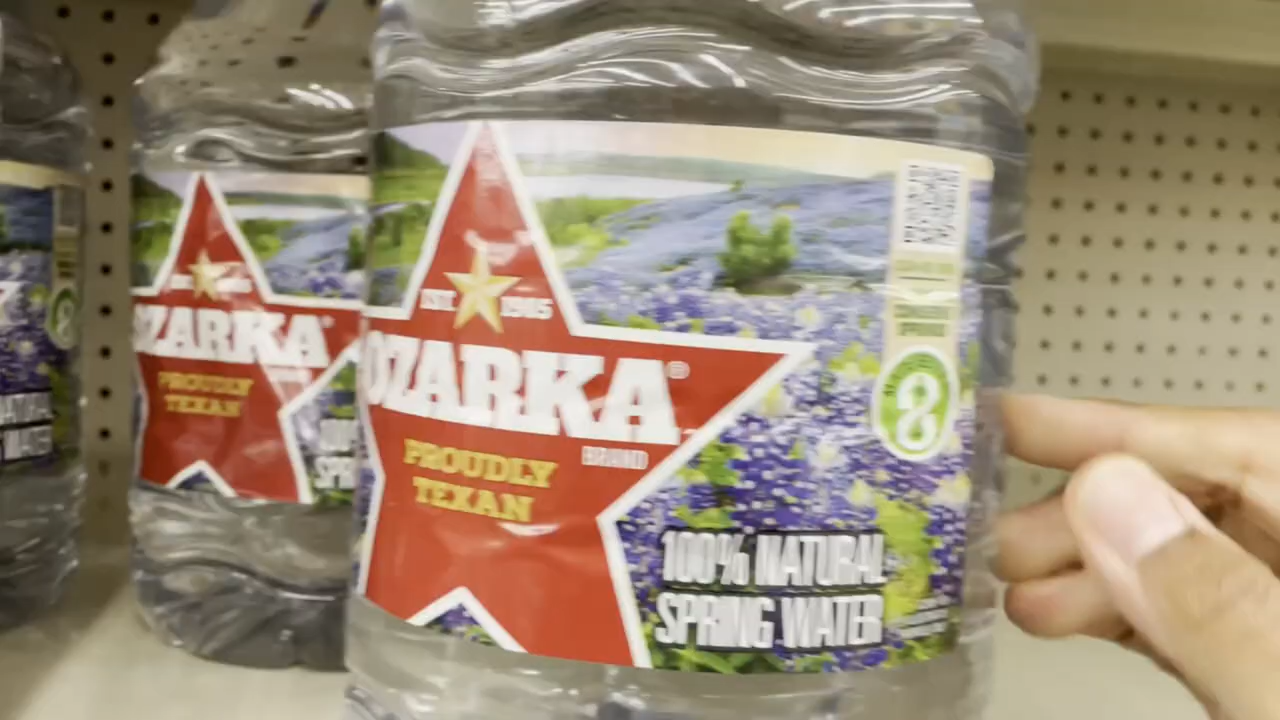 EST. 1905
OZARKA®
BRAND
PROUDLY
TEXAN
100% NATURAL
SPRING WATER
OZARKA®
PROUDLY
TEXAN